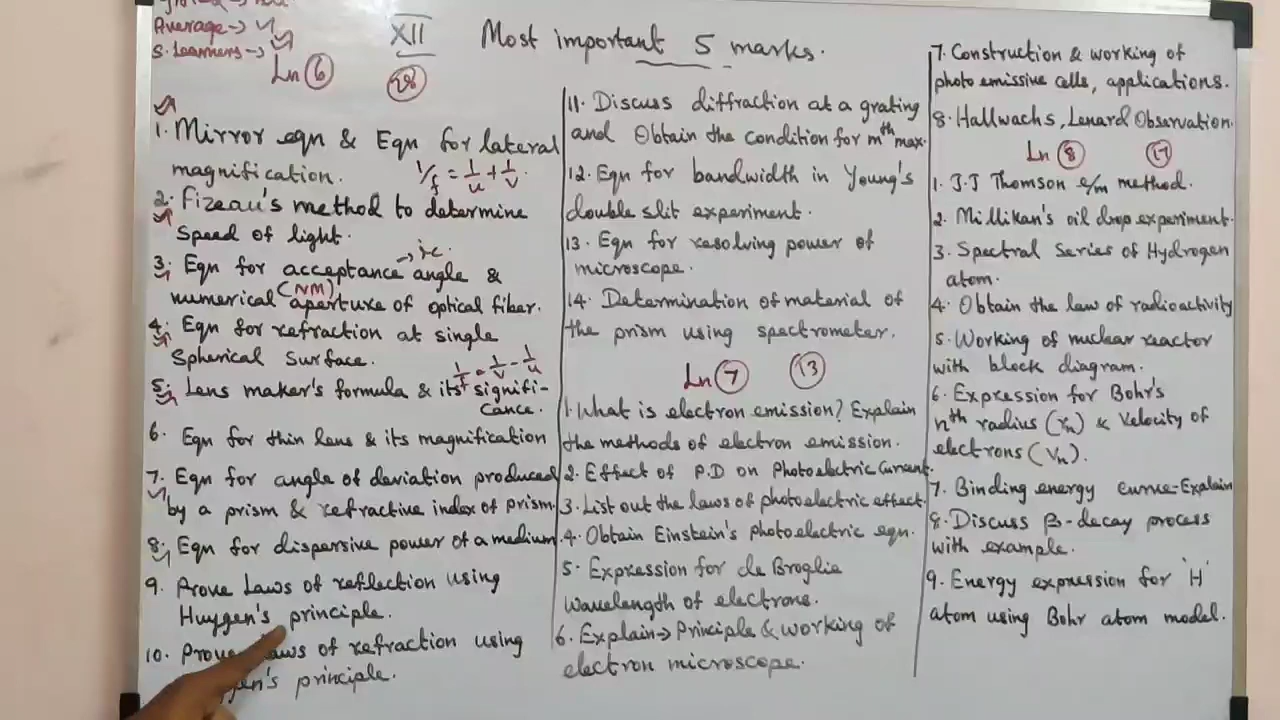 Average→
S. Learners→
Ln 6
28
XII
Most important 5 marks.
1. Mirror eqn & Eqn for lateral
magnification. 1/f = 1/u + 1/v.
2. Fizeau's method to determine
Speed of light.
→ic.
3. Eqn for acceptance angle &
(NM)
numerical aperture of optical fiber.
4. Eqn for refraction at single
Spherical Surface.
1/f = 1/v - 1/u
5. Lens maker's formula & its signifi-
cance.
6. Eqn for thin lens & its magnification
7. Eqn for angle of deviation produced
by a prism & refractive index of prism
8. Eqn for dispersive power of a medium.
9. Prove Laws of reflection using
Huygen's principle.
10. Prove Laws of refraction using
principle.
11. Discuss diffraction at a grating
and Obtain the condition for mth max.
12. Eqn for bandwidth in Young's
double slit experiment.
13. Eqn for resolving power of
microscope.
14. Determination of material of
the prism using spectrometer.
Ln 7
13
1. What is electron emission? Explain
the methods of electron emission.
2. Effect of P.D on Photoelectric Current.
3. List out the laws of photoelectric effect.
4. Obtain Einstein's photoelectric eqn.
5. Expression for de Broglie
Wavelength of electrons.
6. Explain→Principle & working of
electron microscope.
7. Construction & working of
photo emissive cells, applications.
8. Hallwachs, Lenard Observation.
Ln 8
17
1. J.J Thomson e/m method.
2. Millikan's oil drop experiment.
3. Spectral Series of Hydrogen
atom.
4. Obtain the law of radioactivity
5. Working of nuclear reactor
with block diagram.
6. Expression for Bohr's
nth radius (rn) & Velocity of
electrons (Vn).
7. Binding energy curve-Explain
8. Discuss β-decay process
with example.
9. Energy expression for 'H'
atom using Bohr atom model.